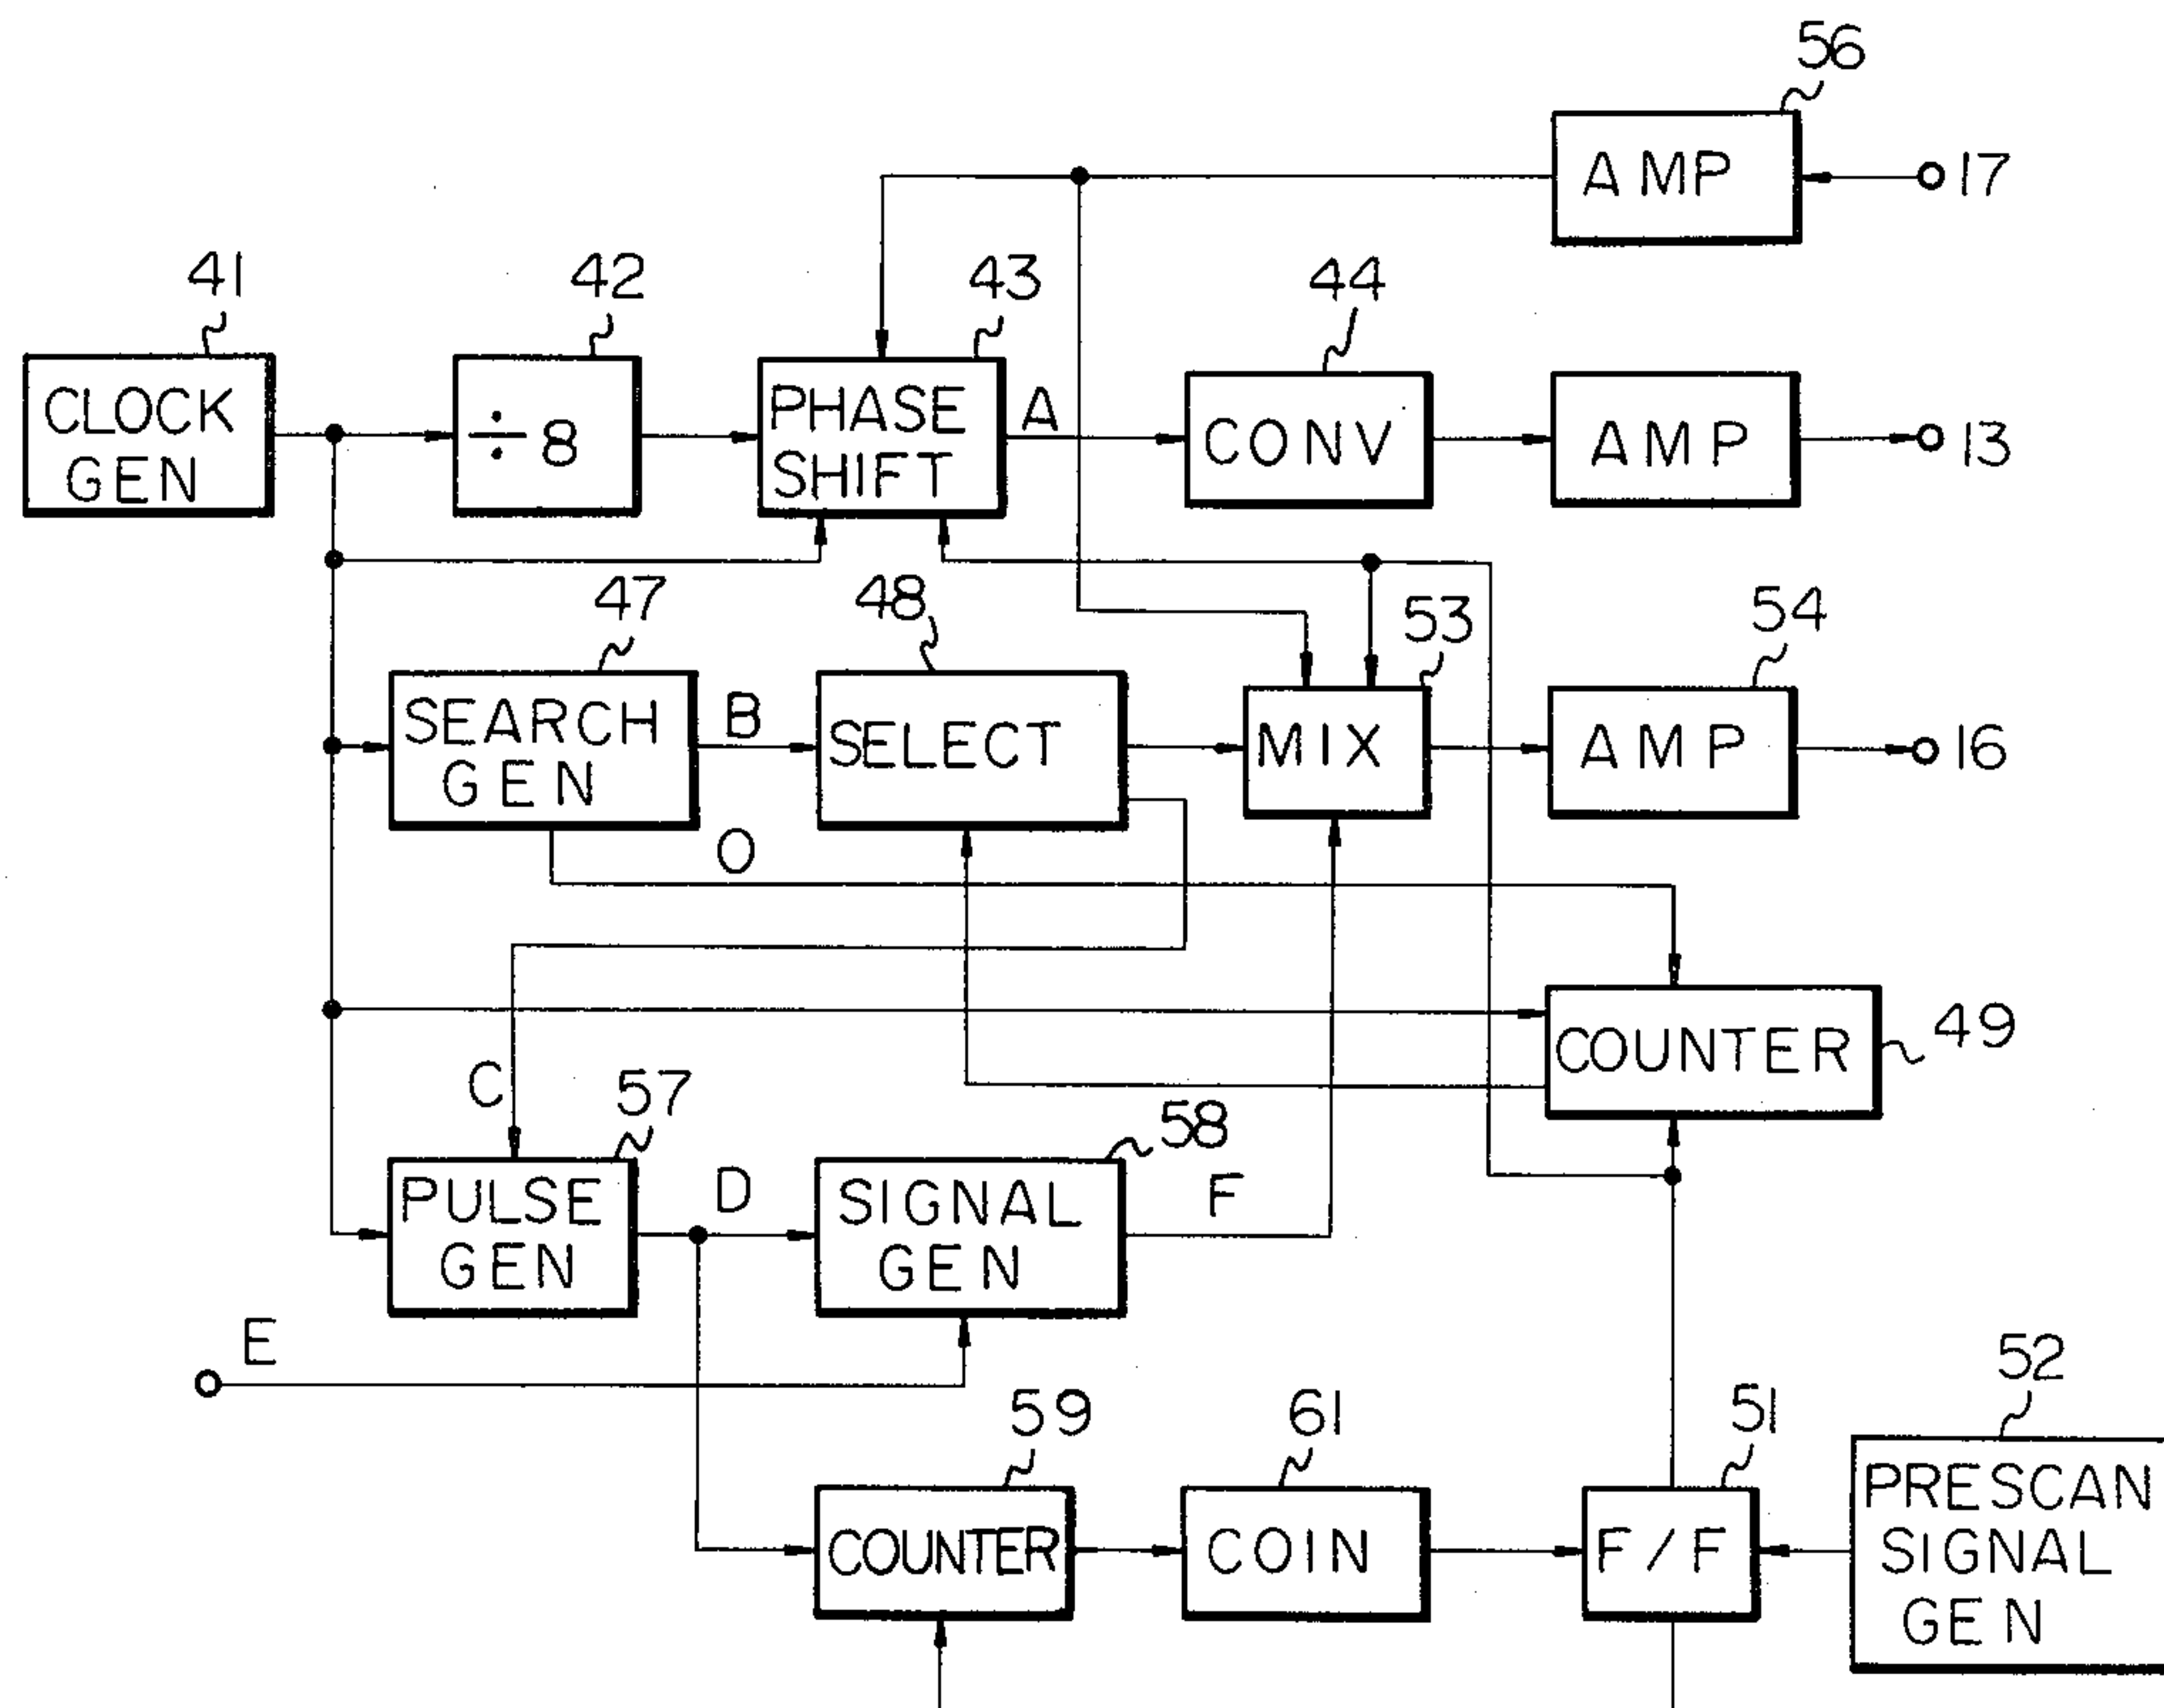 56
AMP
17
41
42
43
44
CLOCK
GEN
÷8
PHASE
SHIFT
A
CONV
AMP
13
47
48
53
54
SEARCH
GEN
B
SELECT
MIX
AMP
16
O
COUNTER
49
C
57
58
PULSE
GEN
D
SIGNAL
GEN
F
E
59
61
51
52
COUNTER
COIN
F/F
PRESCAN
SIGNAL
GEN